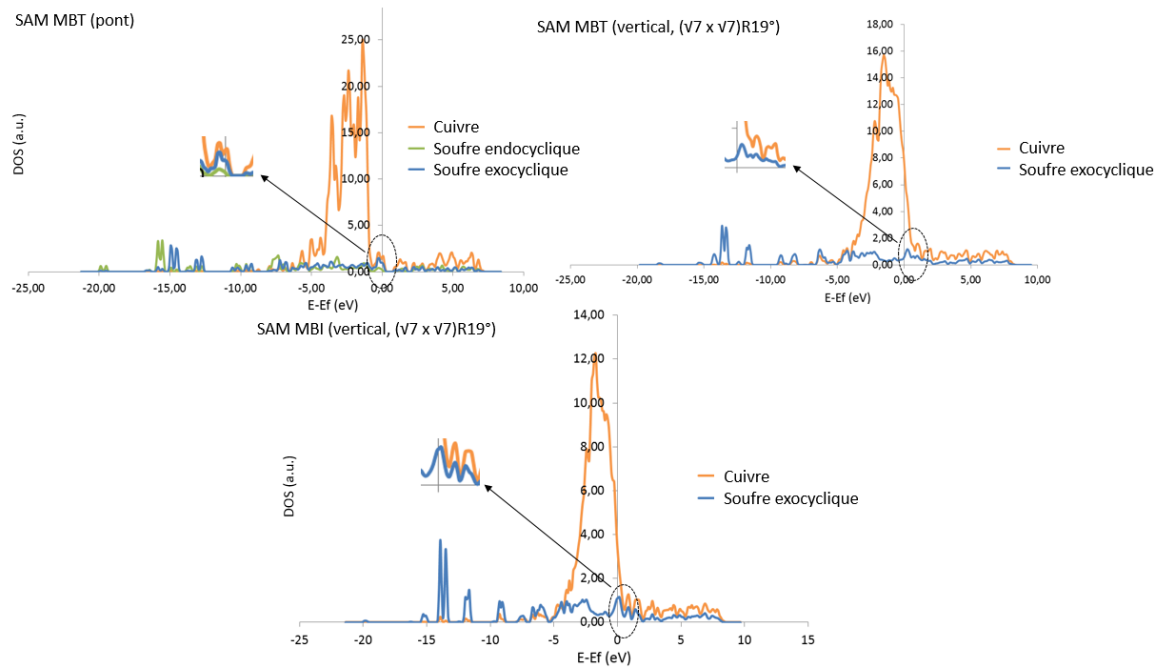 SAM MBT (pont)
DOS (a.u.)
25,00
20,00
15,00
10,00
5,00
0,00
Cuivre
Soufre endocyclique
Soufre exocyclique
-25,00 -20,00 -15,00 -10,00 -5,00 0,00 5,00 10,00
E-Ef (eV)
SAM MBT (vertical, (√7 x √7)R19°)
18,00
16,00
14,00
12,00
10,00
8,00
6,00
4,00
2,00
0,00
Cuivre
Soufre exocyclique
-25,00 -20,00 -15,00 -10,00 -5,00 0,00 5,00 10,00
E-Ef (eV)
SAM MBI (vertical, (√7 x √7)R19°)
DOS (a.u.)
14,00
12,00
10,00
8,00
6,00
4,00
2,00
0,00
Cuivre
Soufre exocyclique
-25 -20 -15 -10 -5 0 5 10 15
E-Ef (eV)